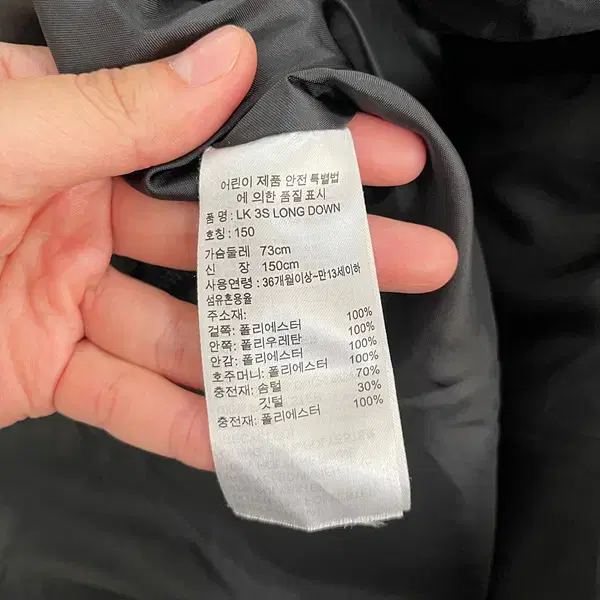 어린이 제품 안전 특별법
에 의한 품질 표시
품 명 : LK 3S LONG DOWN
호칭 : 150
가슴둘레 73cm
신 장 150cm
사용연령 : 36개월이상~만13세이하
섬유혼용율
주소재:
겉쪽: 폴리에스터 100%
안쪽: 폴리우레탄 100%
안감: 폴리에스터 100%
호주머니: 폴리에스터 100%
충전재: 솜털 70%
깃털 30%
충전재: 폴리에스터 100%